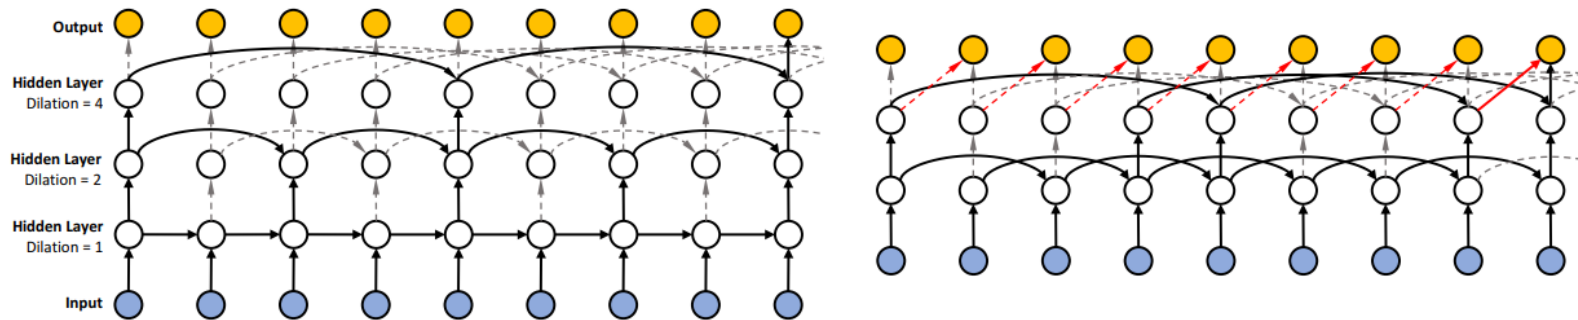 Output
Hidden Layer
Dilation = 4
Hidden Layer
Dilation = 2
Hidden Layer
Dilation = 1
Input